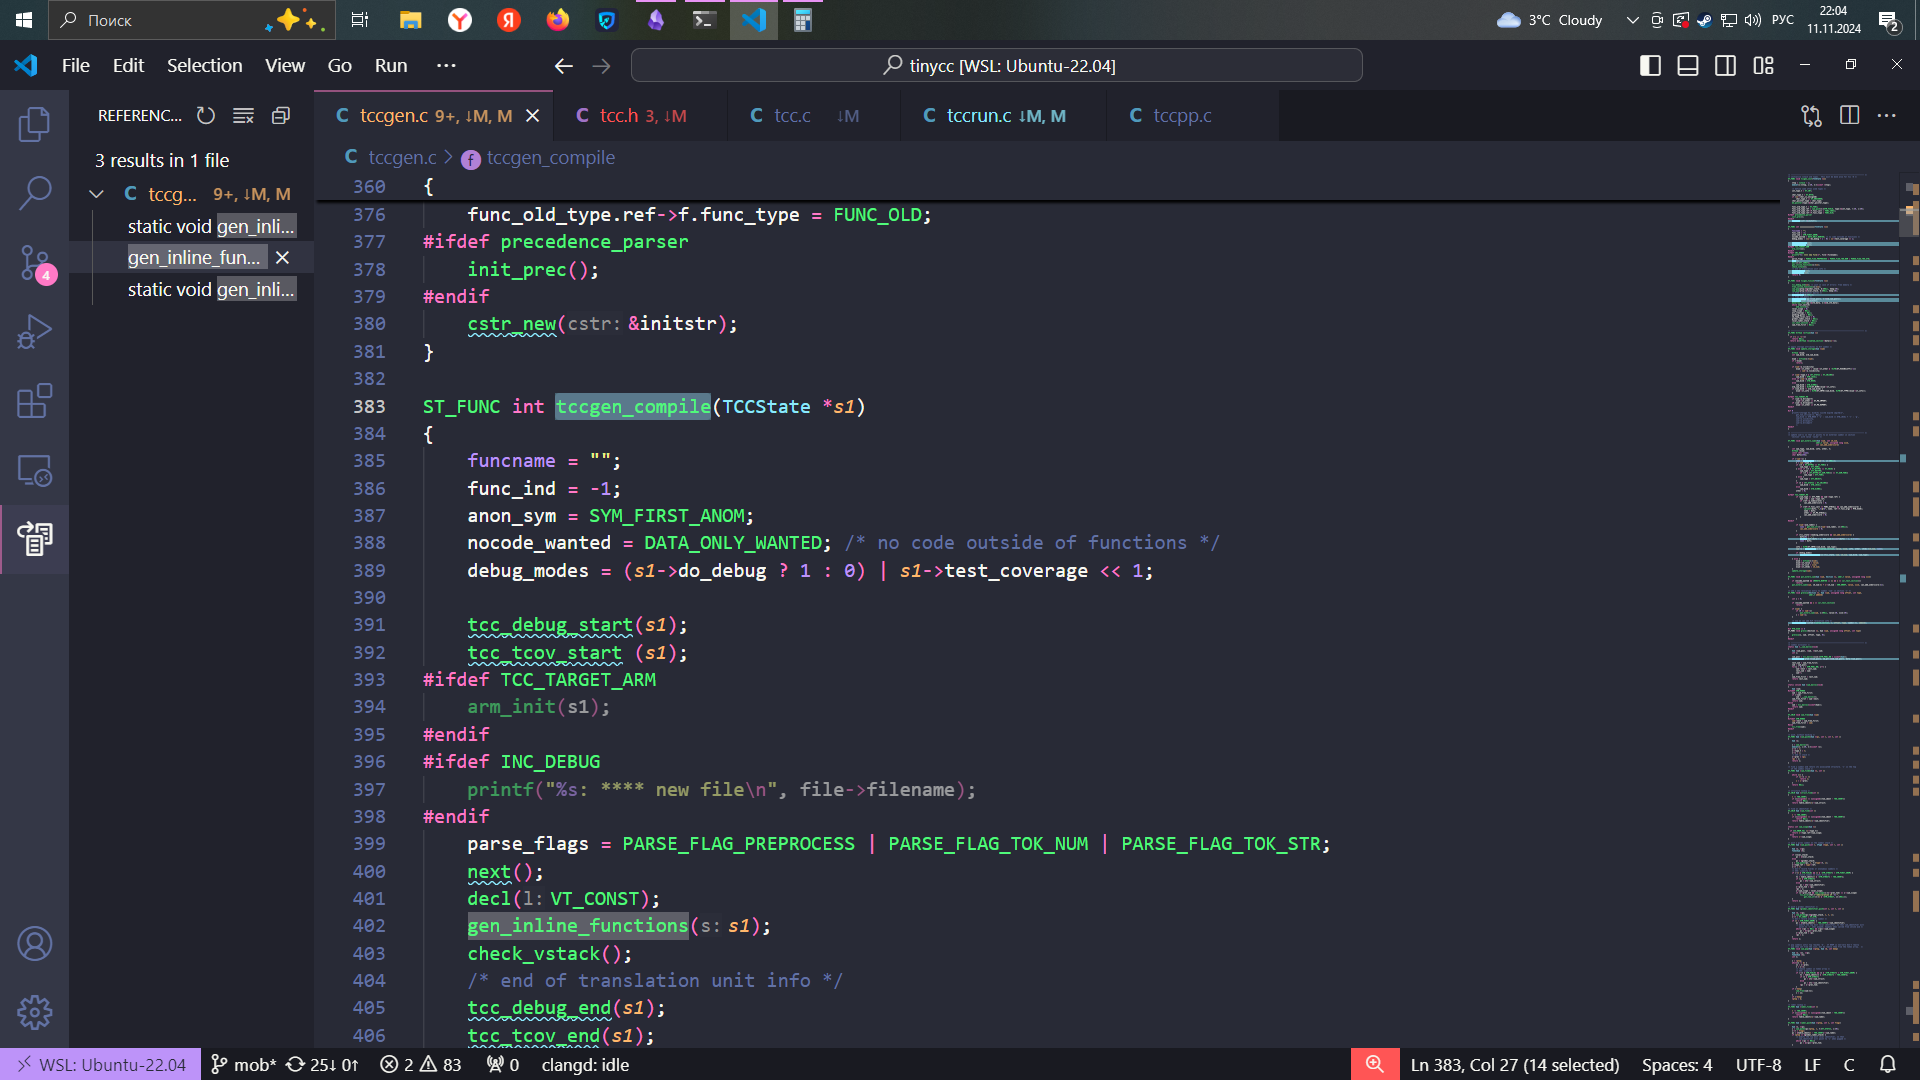 Поиск
3°C Cloudy
РУС
22:04
11.11.2024
2
File Edit Selection View Go Run ···
tinycc [WSL: Ubuntu-22.04]
REFERENC...
C tccgen.c 9+, ↓M, M
C tcc.h 3, ↓M
C tcc.c ↓M
C tccrun.c ↓M, M
C tccpp.c
3 results in 1 file
C tccg... 9+, ↓M, M
static void gen_inli...
gen_inline_fun...
static void gen_inli...
4
C tccgen.c > f tccgen_compile
360 {
376     func_old_type.ref->f.func_type = FUNC_OLD;
377 #ifdef precedence_parser
378     init_prec();
379 #endif
380     cstr_new(cstr: &initstr);
381 }
382
383 ST_FUNC int tccgen_compile(TCCState *s1)
384 {
385     funcname = "";
386     func_ind = -1;
387     anon_sym = SYM_FIRST_ANOM;
388     nocode_wanted = DATA_ONLY_WANTED; /* no code outside of functions */
389     debug_modes = (s1->do_debug ? 1 : 0) | s1->test_coverage << 1;
390
391     tcc_debug_start(s1);
392     tcc_tcov_start (s1);
393 #ifdef TCC_TARGET_ARM
394     arm_init(s1);
395 #endif
396 #ifdef INC_DEBUG
397     printf("%s: **** new file\n", file->filename);
398 #endif
399     parse_flags = PARSE_FLAG_PREPROCESS | PARSE_FLAG_TOK_NUM | PARSE_FLAG_TOK_STR;
400     next();
401     decl(l: VT_CONST);
402     gen_inline_functions(s: s1);
403     check_vstack();
404     /* end of translation unit info */
405     tcc_debug_end(s1);
406     tcc_tcov_end(s1);
WSL: Ubuntu-22.04 mob* 25↓ 0↑ 2 83 0 clangd: idle
Ln 383, Col 27 (14 selected) Spaces: 4 UTF-8 LF C